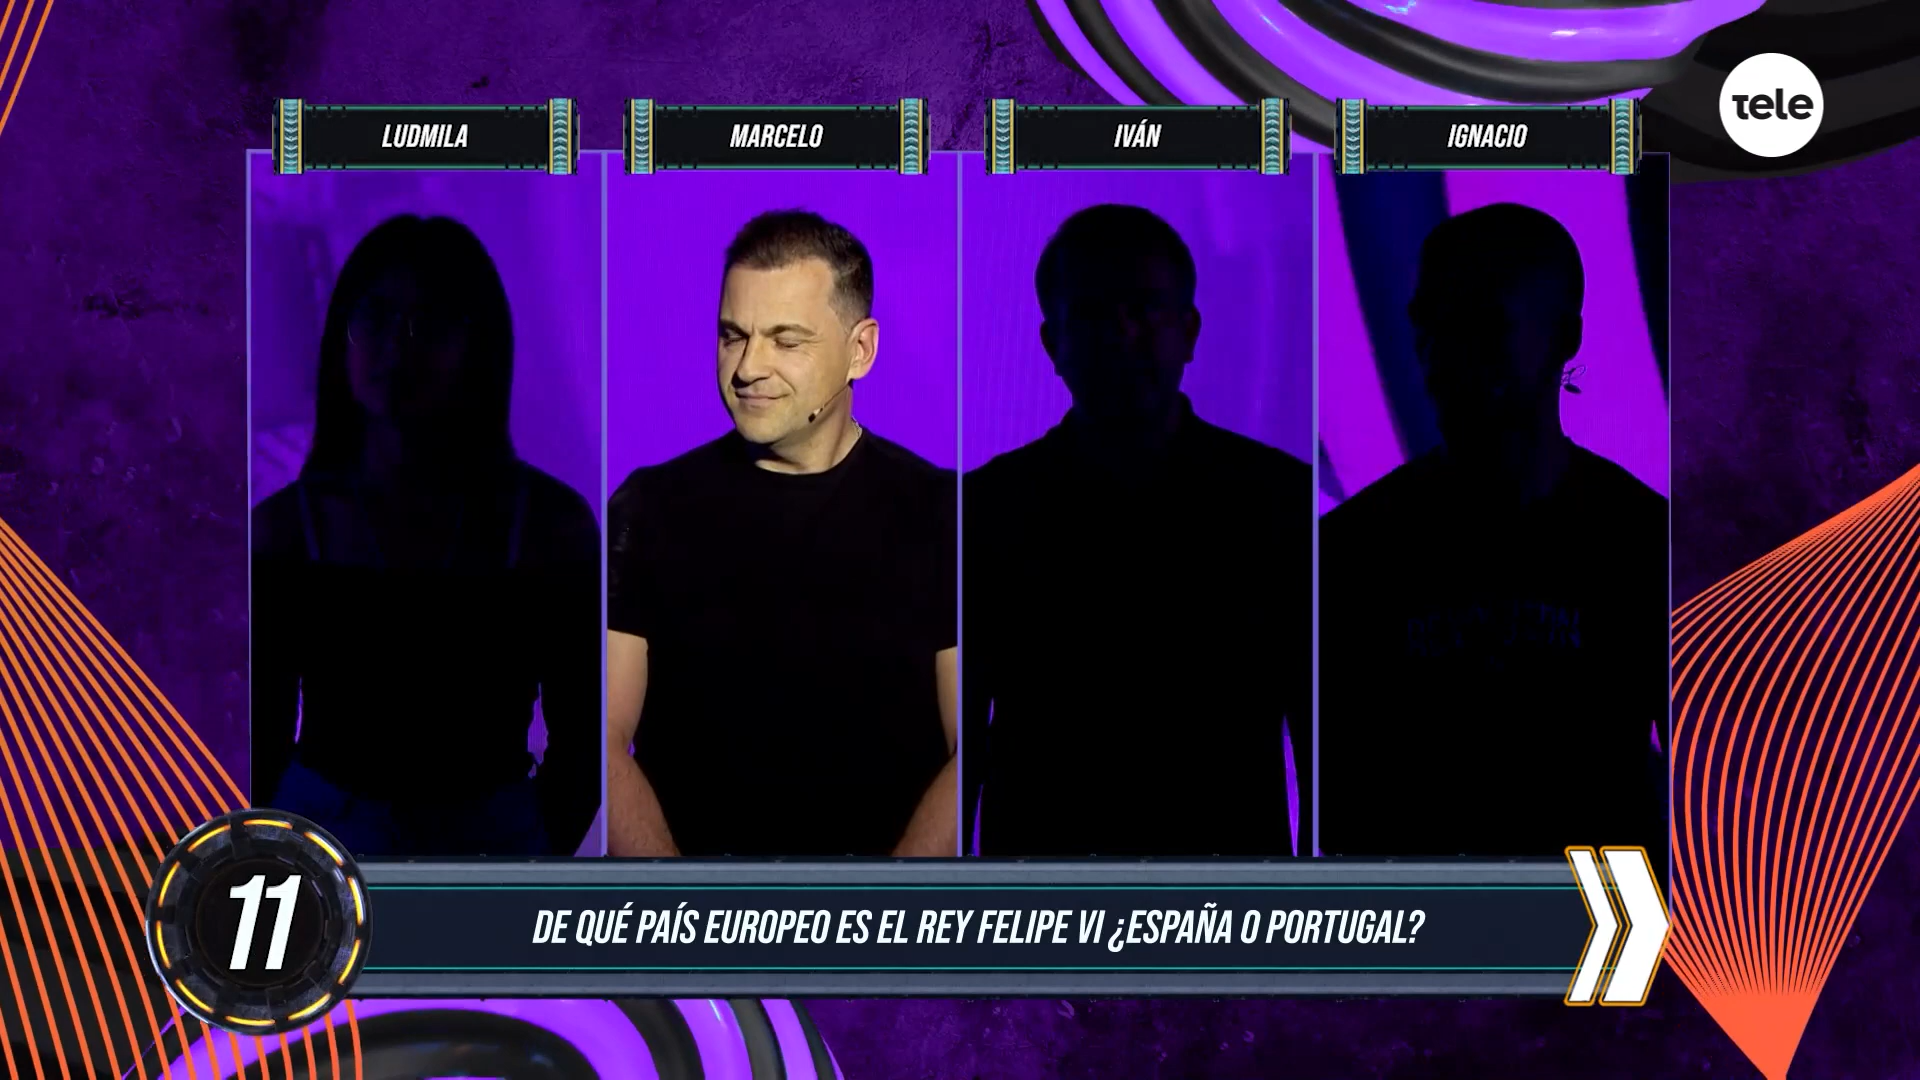 LUDMILA
MARCELO
IVÁN
IGNACIO
tele
11
DE QUÉ PAÍS EUROPEO ES EL REY FELIPE VI ¿ESPAÑA O PORTUGAL?